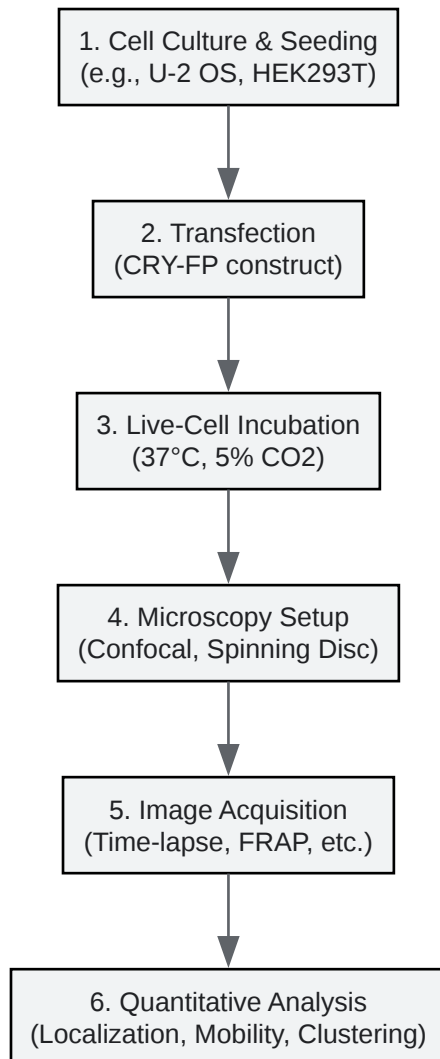 1. Cell Culture & Seeding
(e.g., U-2 OS, HEK293T)
2. Transfection
(CRY-FP construct)
3. Live-Cell Incubation
(37°C, 5% CO2)
4. Microscopy Setup
(Confocal, Spinning Disc)
5. Image Acquisition
(Time-lapse, FRAP, etc.)
6. Quantitative Analysis
(Localization, Mobility, Clustering)